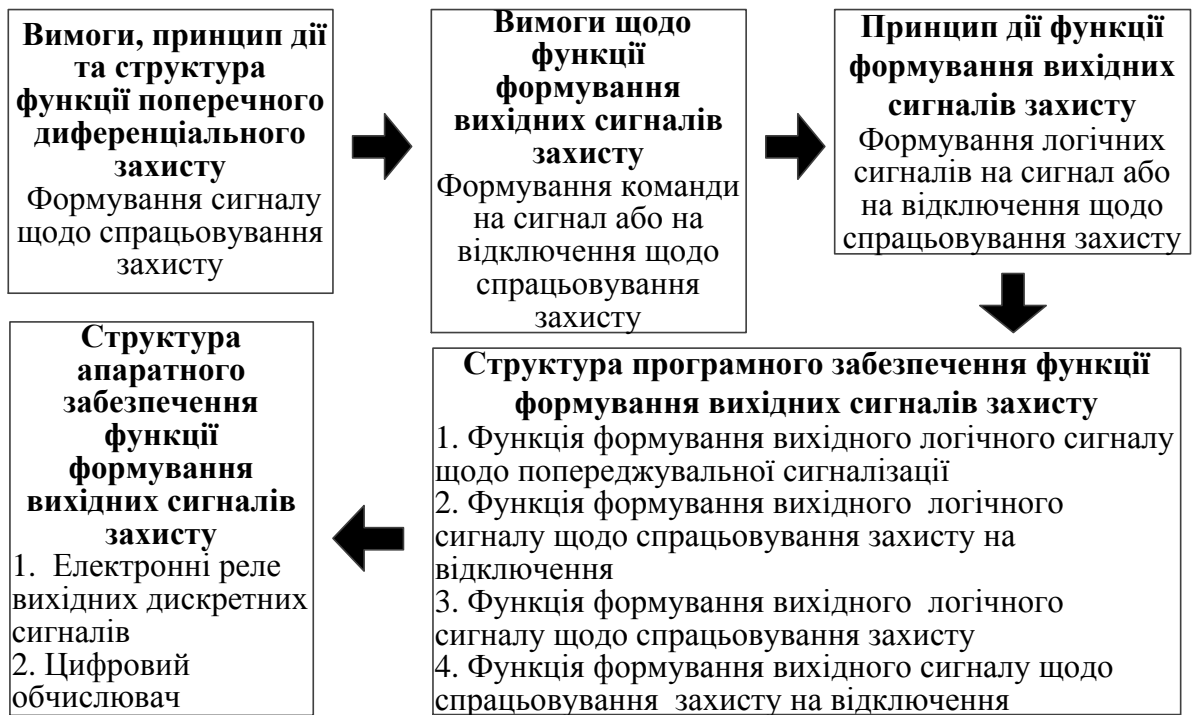 Вимоги, принцип дії
та структура
функції поперечного
диференціального
захисту
Формування сигналу
щодо спрацьовування
захисту
Вимоги щодо
функції
формування
вихідних сигналів
захисту
Формування команди
на сигнал або на
відключення щодо
спрацьовування
захисту
Принцип дії функції
формування вихідних
сигналів захисту
Формування логічних
сигналів на сигнал або
на відключення щодо
спрацьовування захисту
Структура програмного забезпечення функції
формування вихідних сигналів захисту
1. Функція формування вихідного логічного сигналу
щодо попереджувальної сигналізації
2. Функція формування вихідного логічного
сигналу щодо спрацьовування захисту на
відключення
3. Функція формування вихідного логічного
сигналу щодо спрацьовування захисту
4. Функція формування вихідного сигналу щодо
спрацьовування захисту на відключення
Структура
апаратного
забезпечення
функції
формування
вихідних сигналів
захисту
1. Електронні реле
вихідних дискретних
сигналів
2. Цифровий
обчислювач